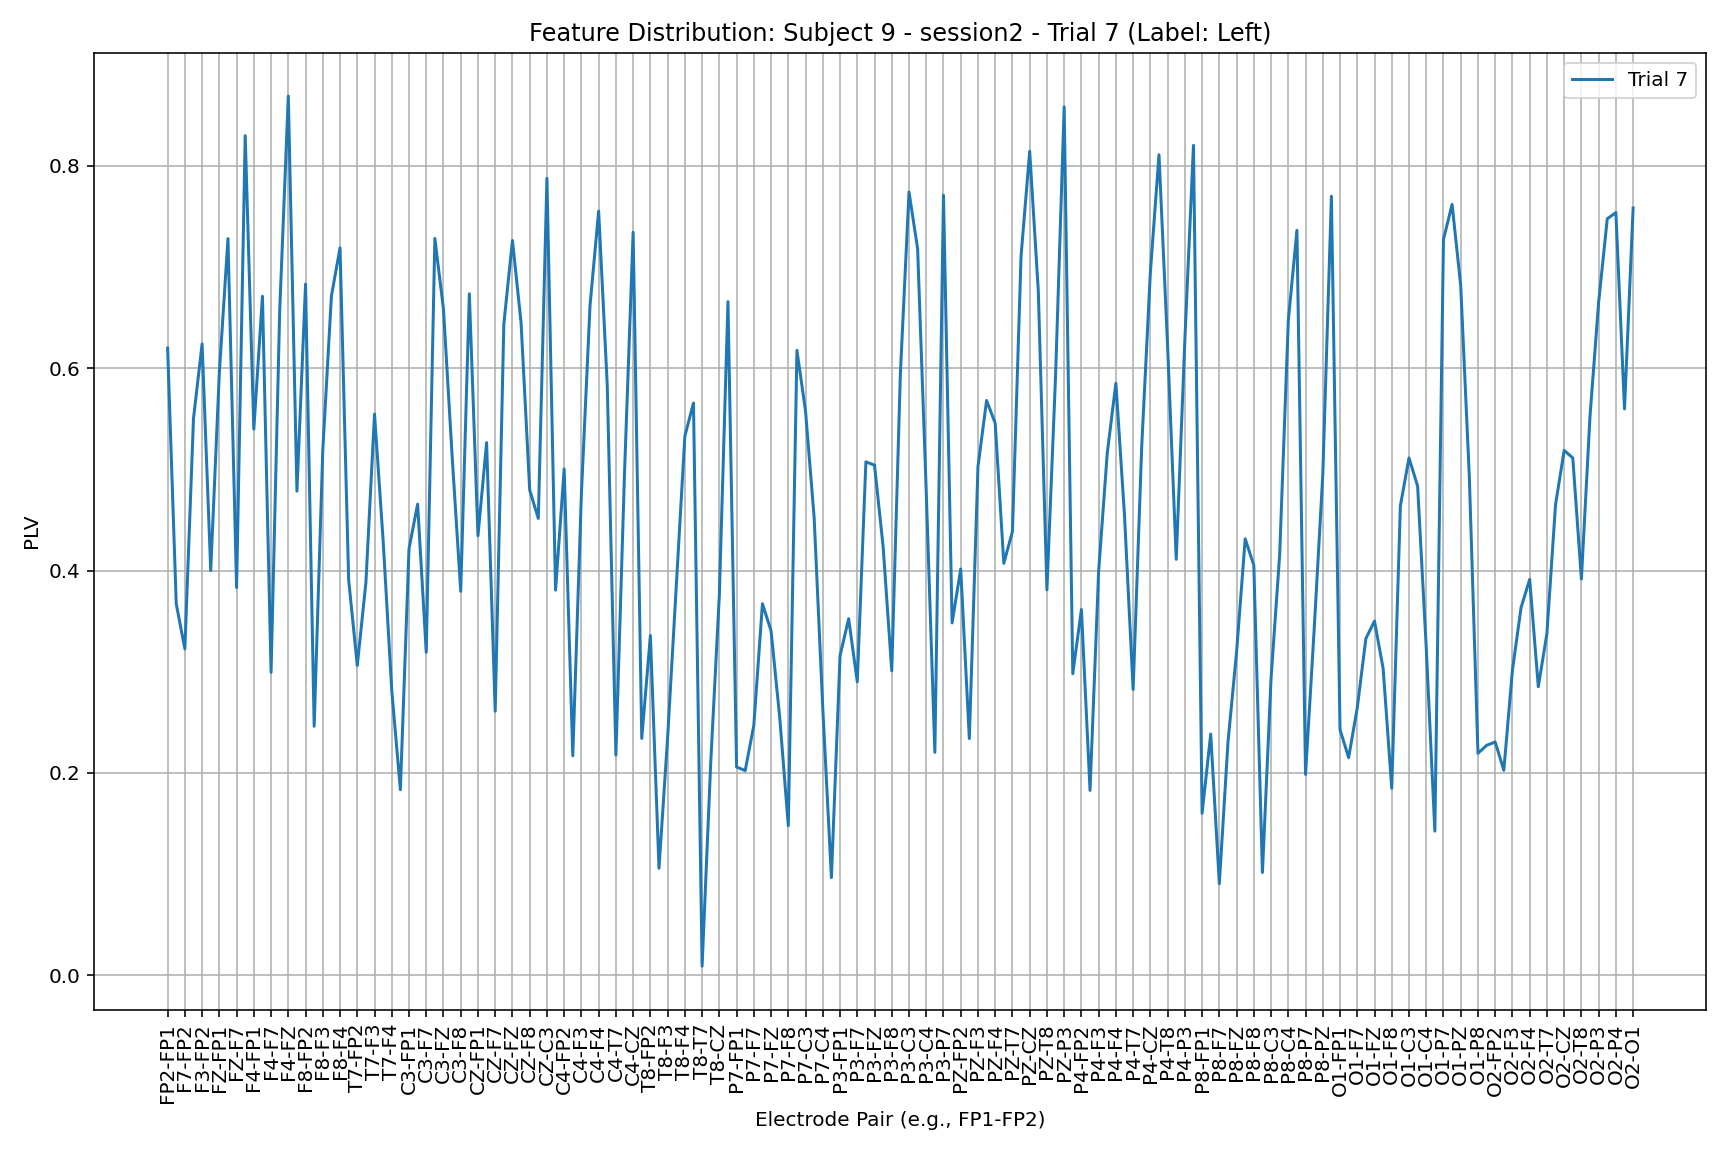 Feature Distribution: Subject 9 - session2 - Trial 7 (Label: Left)
Trial 7
0.8
0.6
0.4
0.2
0.0
PLV
FP2-FP1
F7-FP2
F3-FP2
FZ-FP1
FZ-F7
F4-FP1
F4-F7
F4-FZ
F8-FP2
F8-F3
F8-F4
T7-FP2
T7-F3
T7-F4
C3-FP1
C3-F7
C3-FZ
C3-F8
CZ-FP1
CZ-F7
CZ-FZ
CZ-F8
CZ-C3
C4-FP2
C4-F3
C4-F4
C4-T7
C4-CZ
T8-FP2
T8-F3
T8-F4
T8-T7
T8-CZ
P7-FP1
P7-F7
P7-FZ
P7-F8
P7-C3
P7-C4
P3-FP1
P3-F7
P3-FZ
P3-F8
P3-C3
P3-C4
P3-P7
PZ-FP2
PZ-F3
PZ-F4
PZ-T7
PZ-CZ
PZ-T8
PZ-P3
P4-FP2
P4-F3
P4-F4
P4-T7
P4-CZ
P4-T8
P4-P3
P8-FP1
P8-F7
P8-FZ
P8-F8
P8-C3
P8-C4
P8-P7
P8-PZ
O1-FP1
O1-F7
O1-FZ
O1-F8
O1-C3
O1-C4
O1-P7
O1-PZ
O1-P8
O2-FP2
O2-F3
O2-F4
O2-T7
O2-CZ
O2-T8
O2-P3
O2-P4
O2-O1
Electrode Pair (e.g., FP1-FP2)